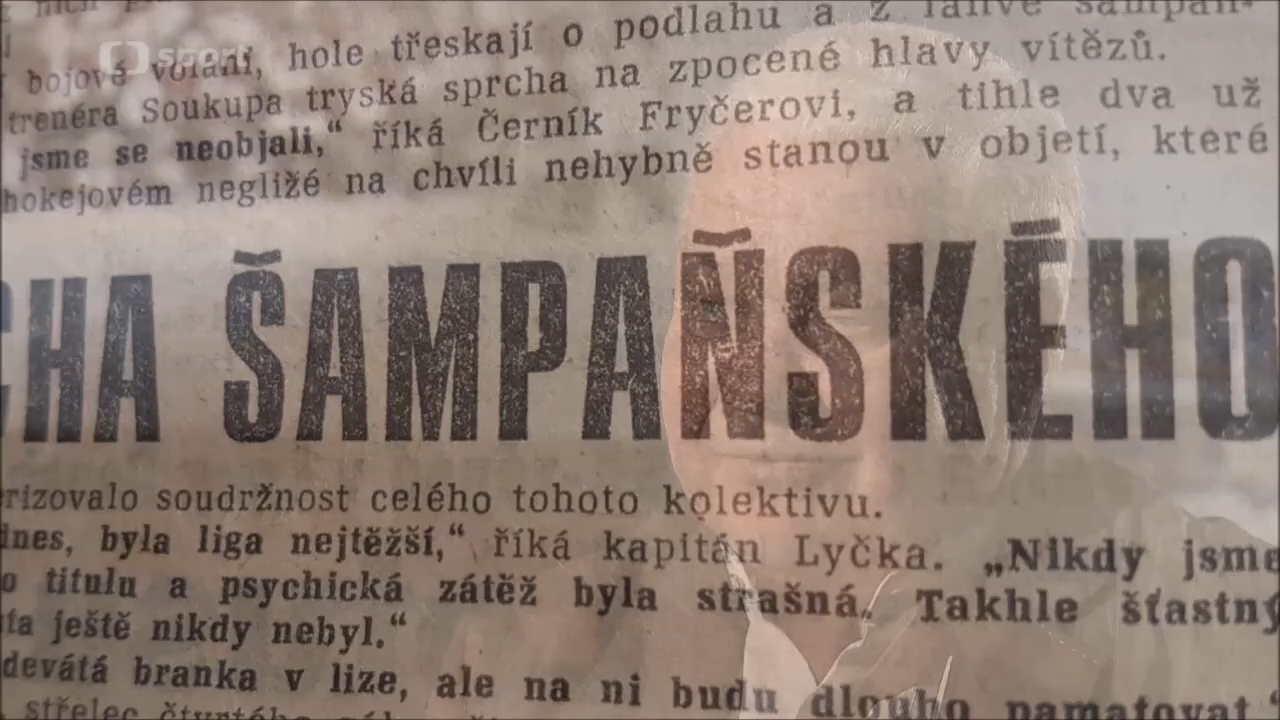 sport
bojové volání, hole třeskají o podlahu a z lahve šampaň-
trenéra Soukupa tryská sprcha na zpocené hlavy vítězů.
jsme se neobjali,“ říká Černík Fryčerovi, a tihle dva už
hokejovém negližé na chvíli nehybně stanou v objetí, které
CHA ŠAMPAŇSKÉHO
rizovalo soudržnost celého tohoto kolektivu.
dnes, byla liga nejtěžší,“ říká kapitán Lyčka. „Nikdy jsme
o titulu a psychická zátěž byla strašná. Takhle šťastný
ta ještě nikdy nebyl.“
devátá branka v lize, ale na ni budu dlouho pamatovat,“
střelec čtvrtého